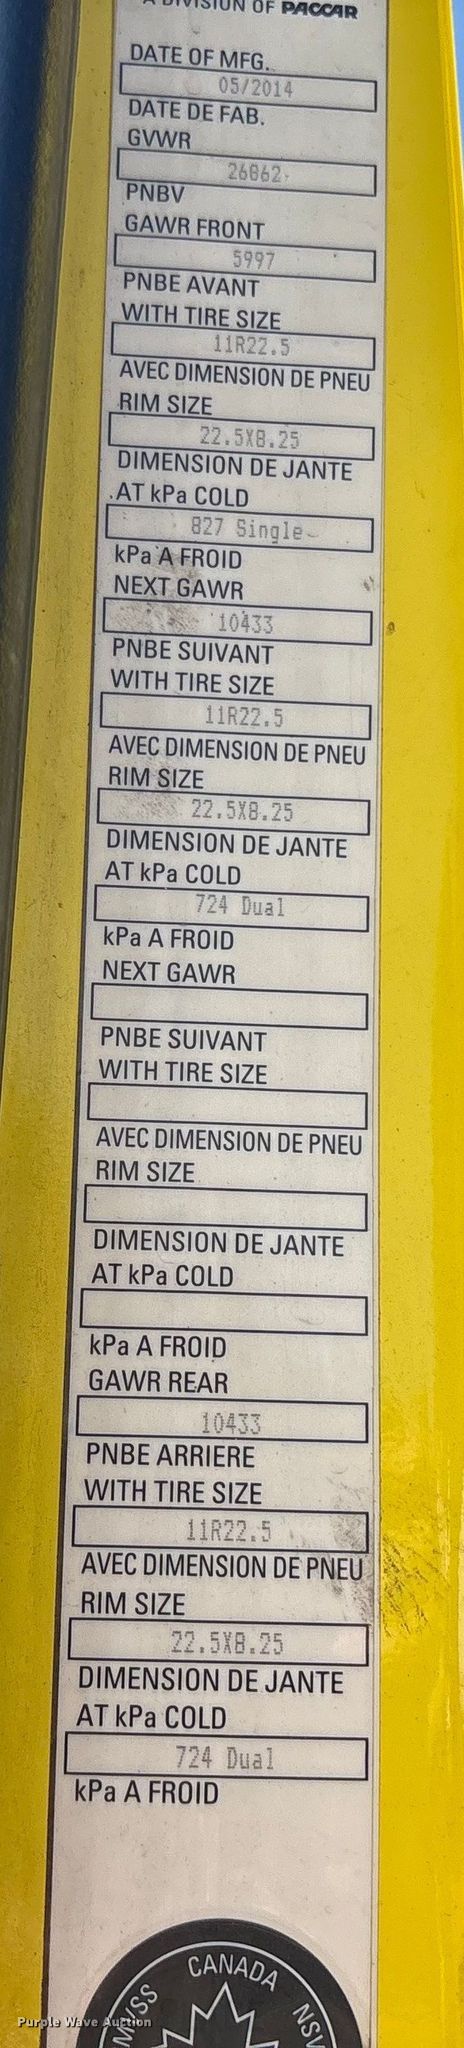 A DIVISION OF PACCAR
DATE OF MFG.
05/2014
DATE DE FAB.
GVWR
26862
PNBV
GAWR FRONT
5997
PNBE AVANT
WITH TIRE SIZE
11R22.5
AVEC DIMENSION DE PNEU
RIM SIZE
22.5X8.25
DIMENSION DE JANTE
AT kPa COLD
827 Single
kPa A FROID
NEXT GAWR
10433
PNBE SUIVANT
WITH TIRE SIZE
11R22.5
AVEC DIMENSION DE PNEU
RIM SIZE
22.5X8.25
DIMENSION DE JANTE
AT kPa COLD
724 Dual
kPa A FROID
NEXT GAWR
PNBE SUIVANT
WITH TIRE SIZE
AVEC DIMENSION DE PNEU
RIM SIZE
DIMENSION DE JANTE
AT kPa COLD
kPa A FROID
GAWR REAR
10433
PNBE ARRIERE
WITH TIRE SIZE
11R22.5
AVEC DIMENSION DE PNEU
RIM SIZE
22.5X8.25
DIMENSION DE JANTE
AT kPa COLD
724 Dual
kPa A FROID
CANADA
Purple Wave Auction